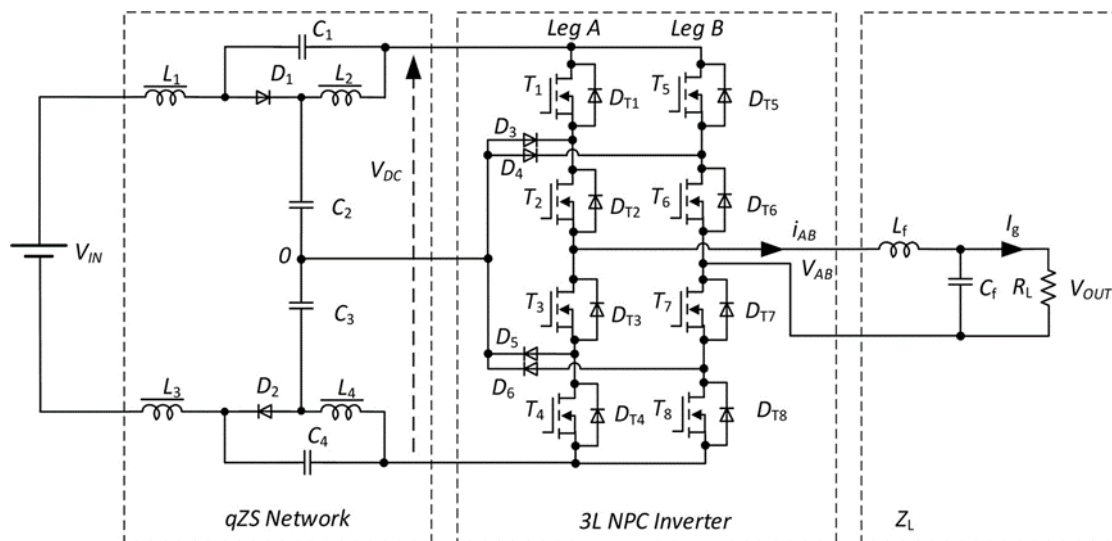 Leg A
Leg B
C1
L1
D1
L2
T1
DT1
T5
DT5
D3
D4
VDC
C2
T2
DT2
T6
DT6
VIN
0
iAB
VAB
Lf
Ig
C3
T3
DT3
T7
DT7
Cf
RL
VOUT
D5
D6
L3
D2
L4
T4
DT4
T8
DT8
C4
qZS Network
3L NPC Inverter
ZL